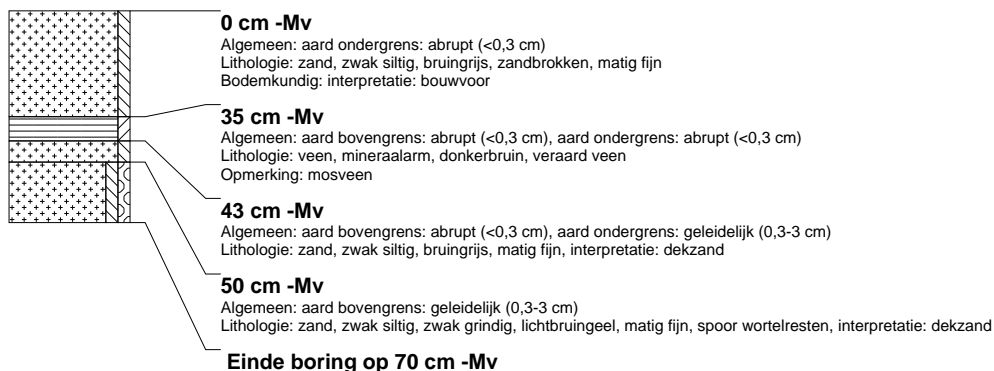 0 cm -Mv
Algemeen: aard ondergrens: abrupt (<0,3 cm)
Lithologie: zand, zwak siltig, bruingrijs, zandbrokken, matig fijn
Bodemkundig: interpretatie: bouwvoor
35 cm -Mv
Algemeen: aard bovengrens: abrupt (<0,3 cm), aard ondergrens: abrupt (<0,3 cm)
Lithologie: veen, mineraalarm, donkerbruin, veraard veen
Opmerking: mosveen
43 cm -Mv
Algemeen: aard bovengrens: abrupt (<0,3 cm), aard ondergrens: geleidelijk (0,3-3 cm)
Lithologie: zand, zwak siltig, bruingrijs, matig fijn, interpretatie: dekzand
50 cm -Mv
Algemeen: aard bovengrens: geleidelijk (0,3-3 cm)
Lithologie: zand, zwak siltig, zwak grindig, lichtbruingeel, matig fijn, spoor wortelresten, interpretatie: dekzand
Einde boring op 70 cm -Mv